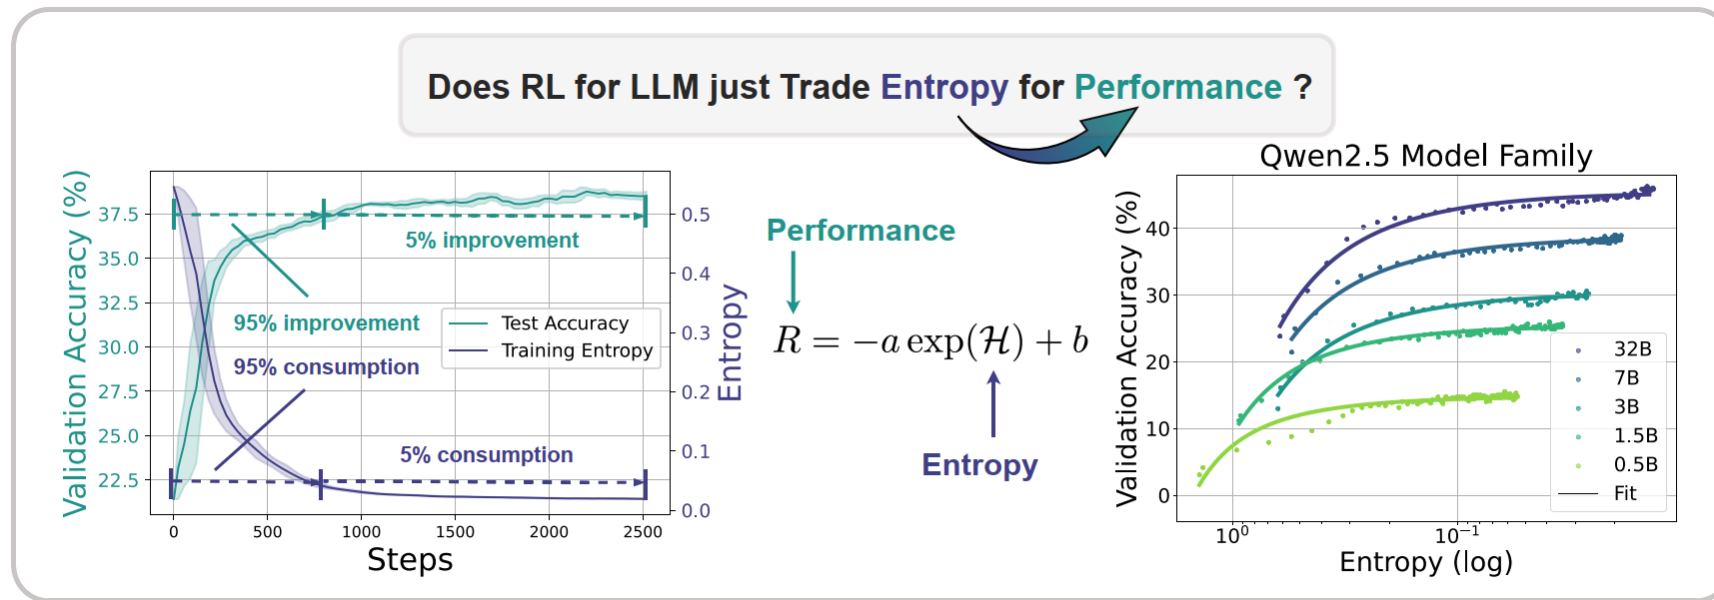 Does RL for LLM just Trade Entropy for Performance ?
Validation Accuracy (%)
37.5
35.0
32.5
30.0
27.5
25.0
22.5
0
500
1000
1500
2000
2500
Steps
0.5
0.4
0.3
0.2
0.1
0.0
Entropy
5% improvement
95% improvement
95% consumption
5% consumption
Test Accuracy
Training Entropy
Performance
R = −a exp(ℋ) + b
Entropy
Qwen2.5 Model Family
Validation Accuracy (%)
40
30
20
10
0
10⁰
10⁻¹
Entropy (log)
32B
7B
3B
1.5B
0.5B
Fit